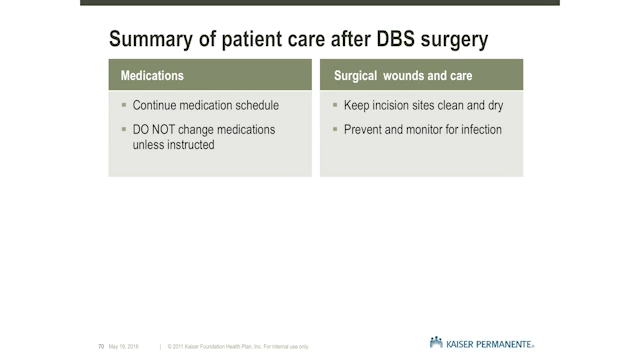 Summary of patient care after DBS surgery
Medications
▪ Continue medication schedule
▪ DO NOT change medications
unless instructed
Surgical wounds and care
▪ Keep incision sites clean and dry
▪ Prevent and monitor for infection
70 May 19, 2016 | © 2011 Kaiser Foundation Health Plan, Inc. For internal use only.
KAISER PERMANENTE®